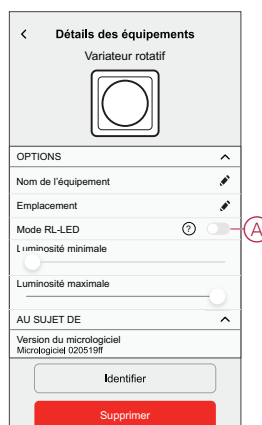 Détails des équipements
Variateur rotatif
OPTIONS
Nom de l'équipement
Emplacement
Mode RL-LED ?
A
Luminosité minimale
Luminosité maximale
AU SUJET DE
Version du micrologiciel
Micrologiciel 020519ff
Identifier
Supprimer